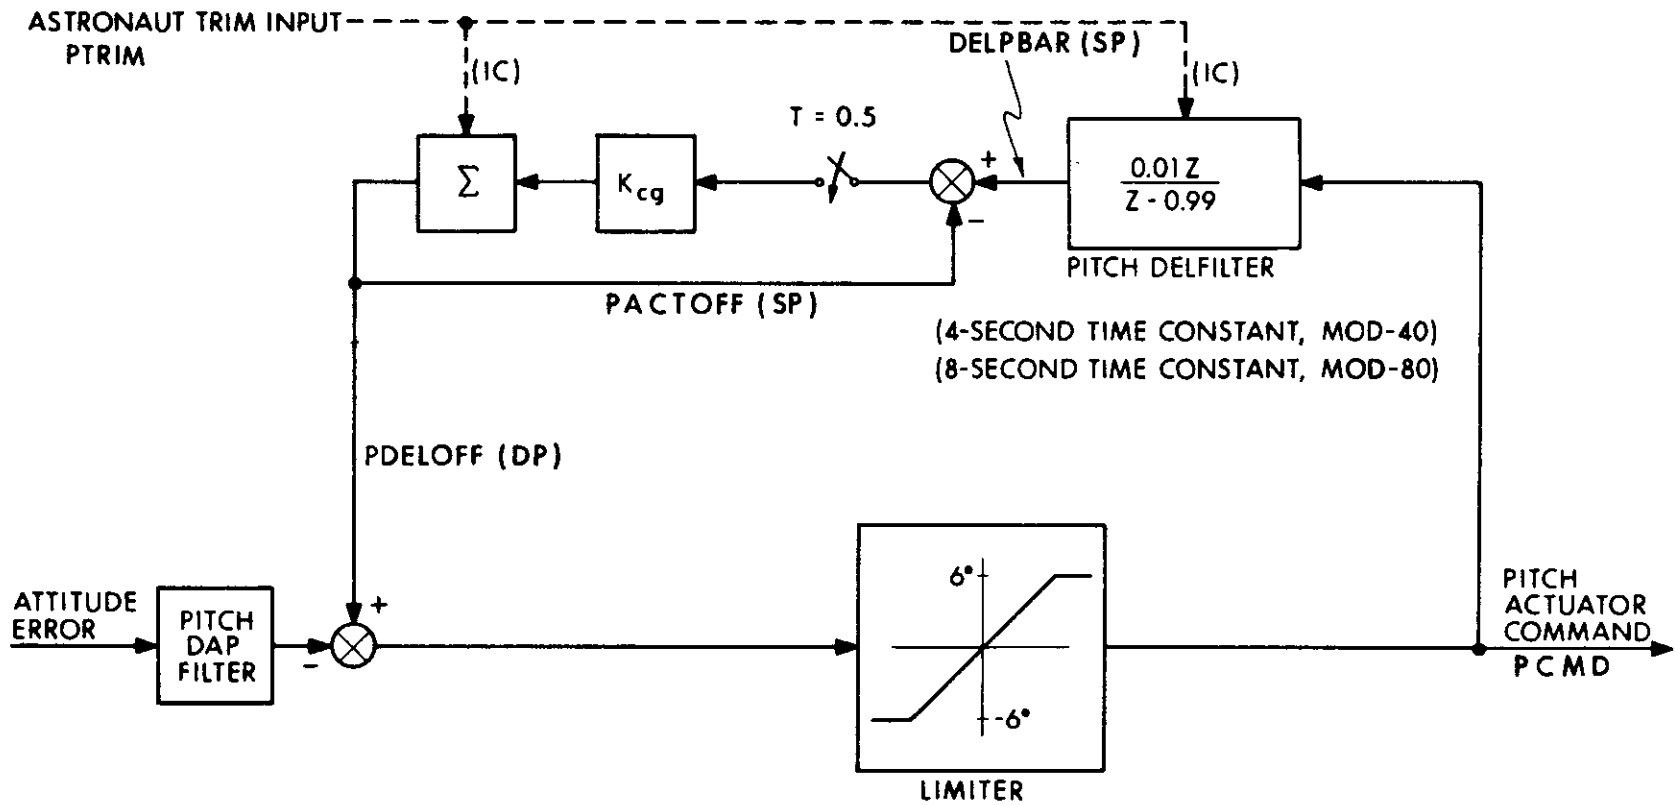 ASTRONAUT TRIM INPUT
PTRIM
(IC)
DELPBAR (SP)
(IC)
T = 0.5
Σ
Kcg
+
−
0.01Z
Z - 0.99
PITCH DELFILTER
PACTOFF (SP)
(4-SECOND TIME CONSTANT, MOD-40)
(8-SECOND TIME CONSTANT, MOD-80)
PDELOFF (DP)
ATTITUDE
ERROR
PITCH
DAP
FILTER
+
−
6°
-6°
LIMITER
PITCH
ACTUATOR
COMMAND
PCMD